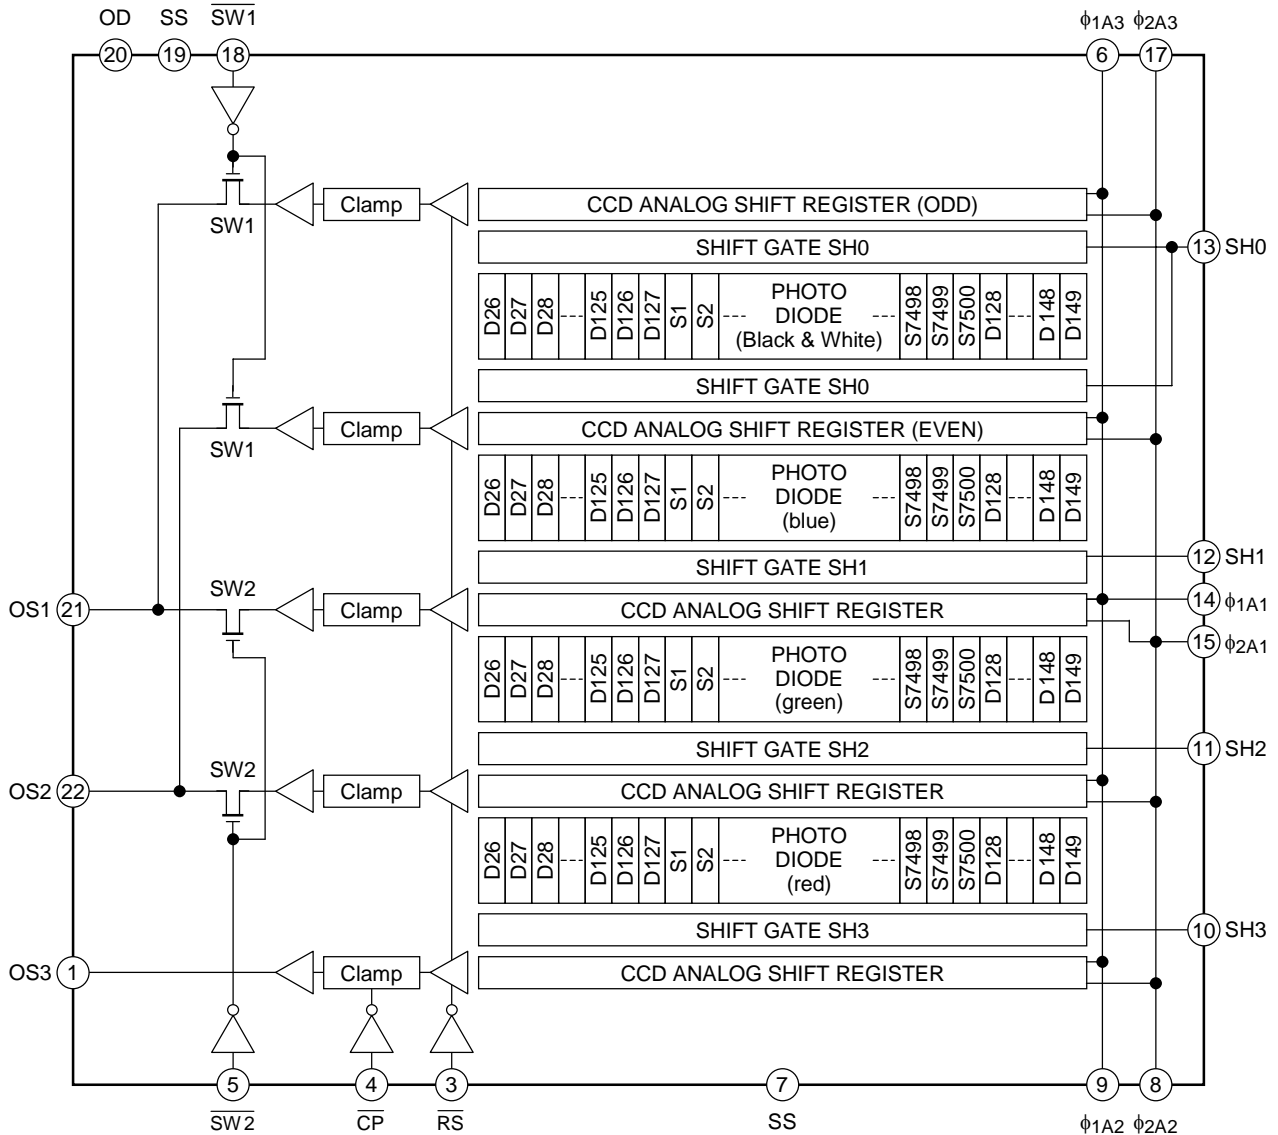 OD SS SW1 ϕ1A3 ϕ2A3
20 19 18 6 17
SW1 Clamp CCD ANALOG SHIFT REGISTER (ODD)
SHIFT GATE SH0 13 SH0
D26 D27 D28 --- D125 D126 D127 S1 S2 --- PHOTO DIODE (Black & White) --- S7498 S7499 S7500 D128 --- D148 D149
SHIFT GATE SH0
SW1 Clamp CCD ANALOG SHIFT REGISTER (EVEN)
D26 D27 D28 --- D125 D126 D127 S1 S2 --- PHOTO DIODE (blue) --- S7498 S7499 S7500 D128 --- D148 D149
SHIFT GATE SH1 12 SH1
OS1 21 SW2 Clamp CCD ANALOG SHIFT REGISTER 14 ϕ1A1
15 ϕ2A1
D26 D27 D28 --- D125 D126 D127 S1 S2 --- PHOTO DIODE (green) --- S7498 S7499 S7500 D128 --- D148 D149
SHIFT GATE SH2 11 SH2
OS2 22 SW2 Clamp CCD ANALOG SHIFT REGISTER
D26 D27 D28 --- D125 D126 D127 S1 S2 --- PHOTO DIODE (red) --- S7498 S7499 S7500 D128 --- D148 D149
SHIFT GATE SH3 10 SH3
OS3 1 Clamp CCD ANALOG SHIFT REGISTER
5 4 3 7 9 8
SW2 CP RS SS ϕ1A2 ϕ2A2